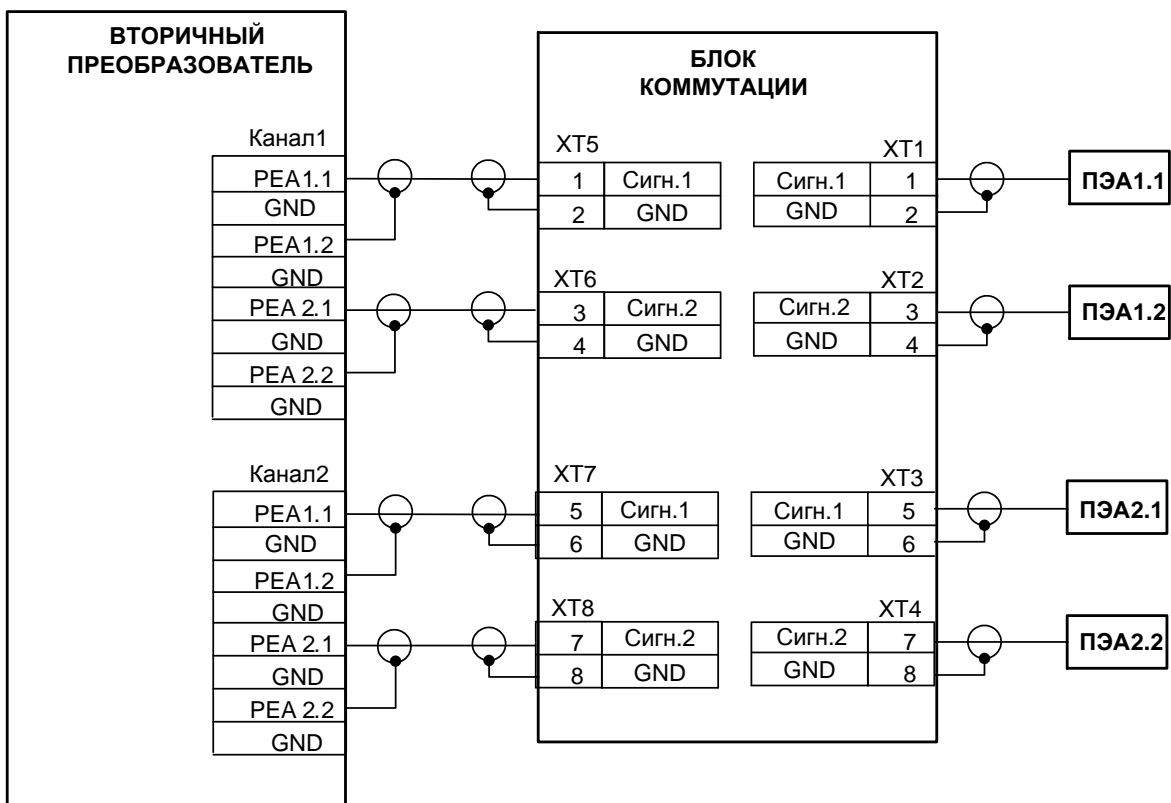 ВТОРИЧНЫЙ
ПРЕОБРАЗОВАТЕЛЬ
Канал1
PEA1.1
GND
PEA1.2
GND
PEA 2.1
GND
PEA 2.2
GND
Канал2
PEA1.1
GND
PEA1.2
GND
PEA 2.1
GND
PEA 2.2
GND
БЛОК
КОММУТАЦИИ
XT5
1 Сигн.1
2 GND
XT6
3 Сигн.2
4 GND
XT7
5 Сигн.1
6 GND
XT8
7 Сигн.2
8 GND
XT1
Сигн.1 1
GND 2
XT2
Сигн.2 3
GND 4
XT3
Сигн.1 5
GND 6
XT4
Сигн.2 7
GND 8
ПЭА1.1
ПЭА1.2
ПЭА2.1
ПЭА2.2